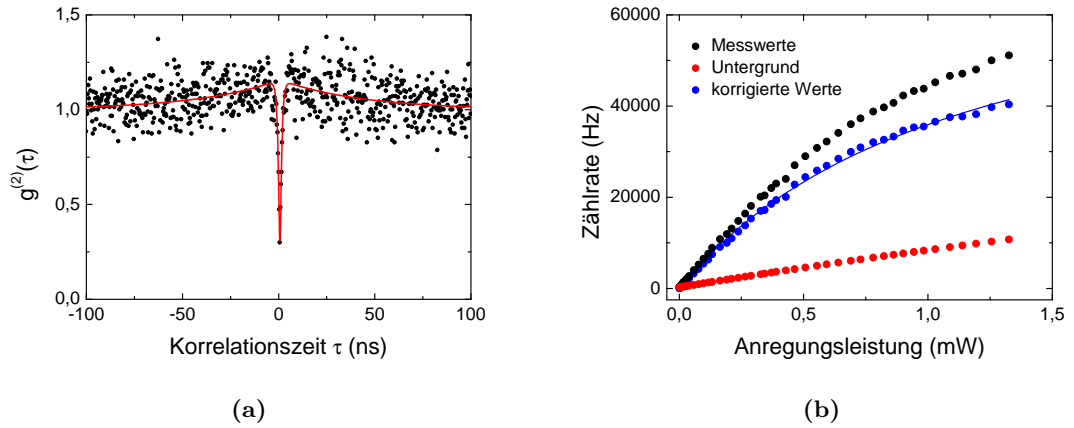 1,5
1,0
0,5
0,0
-100
-50
0
50
100
g(2)(τ)
Korrelationszeit τ (ns)
(a)
60000
40000
20000
0
0,0
0,5
1,0
1,5
Zählrate (Hz)
Anregungsleistung (mW)
Messwerte
Untergrund
korrigierte Werte
(b)